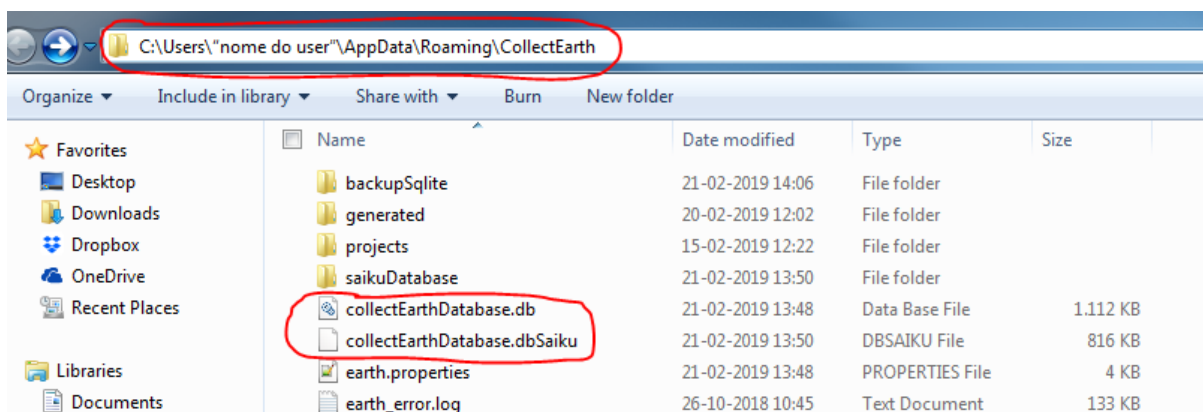 C:\Users\“nome do user”\AppData\Roaming\CollectEarth
Organize Include in library Share with Burn New folder
Favorites
Desktop
Downloads
Dropbox
OneDrive
Recent Places
Libraries
Documents
Name Date modified Type Size
backupSqlite 21-02-2019 14:06 File folder
generated 20-02-2019 12:02 File folder
projects 15-02-2019 12:22 File folder
saikuDatabase 21-02-2019 13:50 File folder
collectEarthDatabase.db 21-02-2019 13:48 Data Base File 1.112 KB
collectEarthDatabase.dbSaiku 21-02-2019 13:50 DBSAIKU File 816 KB
earth.properties 21-02-2019 13:48 PROPERTIES File 4 KB
earth_error.log 26-10-2018 10:45 Text Document 133 KB